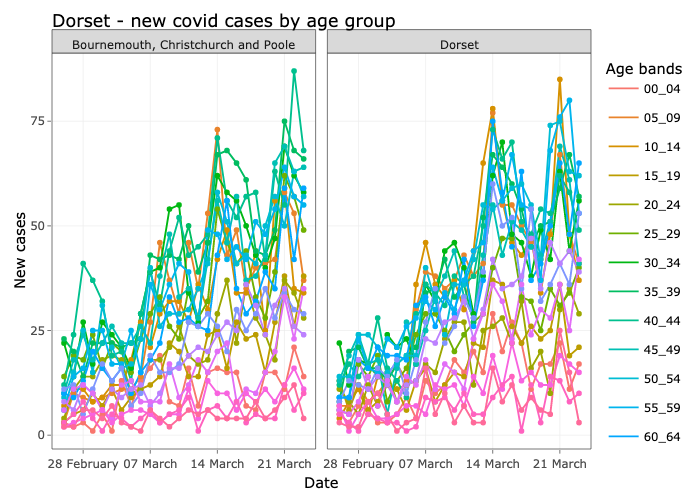 Dorset - new covid cases by age group
Bournemouth, Christchurch and Poole
Dorset
Age bands
00_04
05_09
10_14
15_19
20_24
25_29
30_34
35_39
40_44
45_49
50_54
55_59
60_64
New cases
75
50
25
0
28 February 07 March 14 March 21 March
28 February 07 March 14 March 21 March
Date